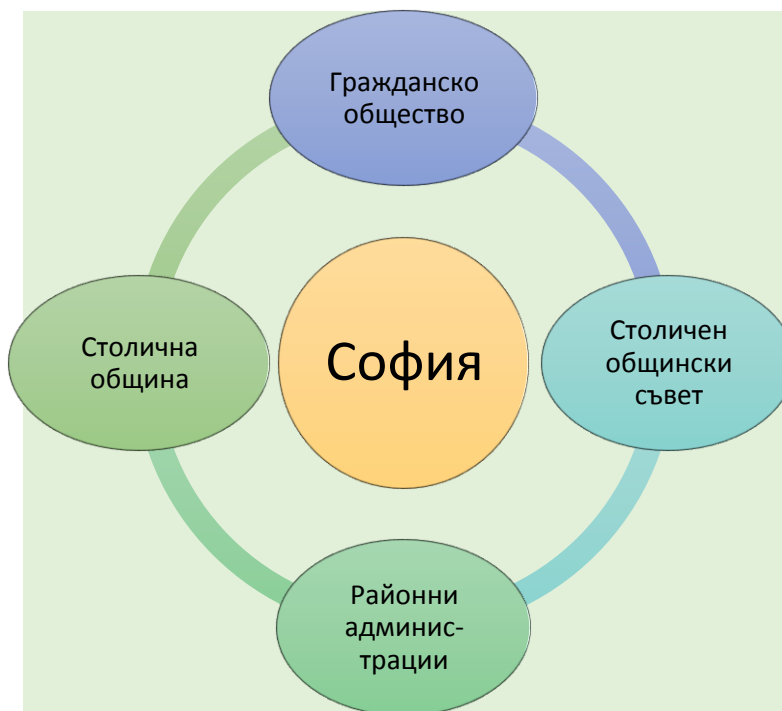 Гражданско
общество
Столична
община
София
Столичен
общински
съвет
Районни
админис-
трации